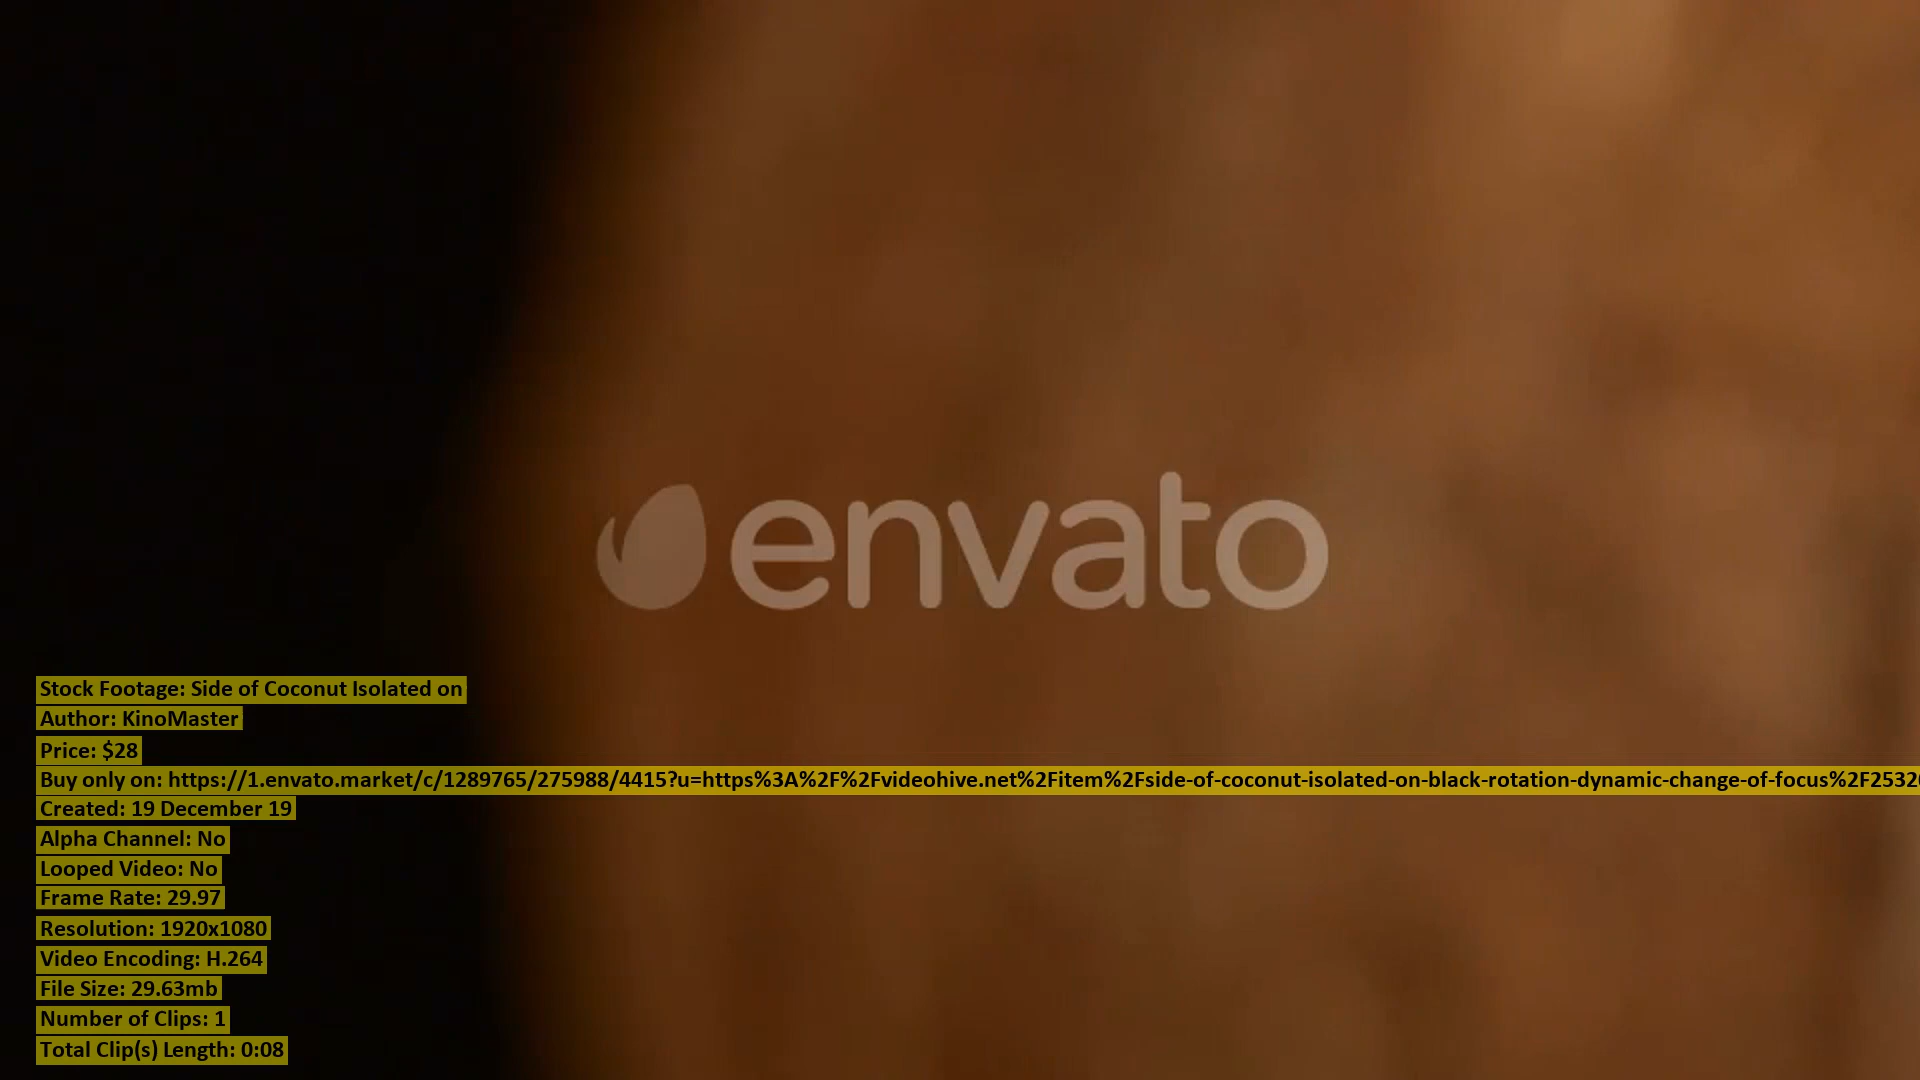 envato
Stock Footage: Side of Coconut Isolated on
Author: KinoMaster
Price: $28
Buy only on: https://1.envato.market/c/1289765/275988/4415?u=https%3A%2F%2Fvideohive.net%2Fitem%2Fside-of-coconut-isolated-on-black-rotation-dynamic-change-of-focus%2F2532
Created: 19 December 19
Alpha Channel: No
Looped Video: No
Frame Rate: 29.97
Resolution: 1920x1080
Video Encoding: H.264
File Size: 29.63mb
Number of Clips: 1
Total Clip(s) Length: 0:08